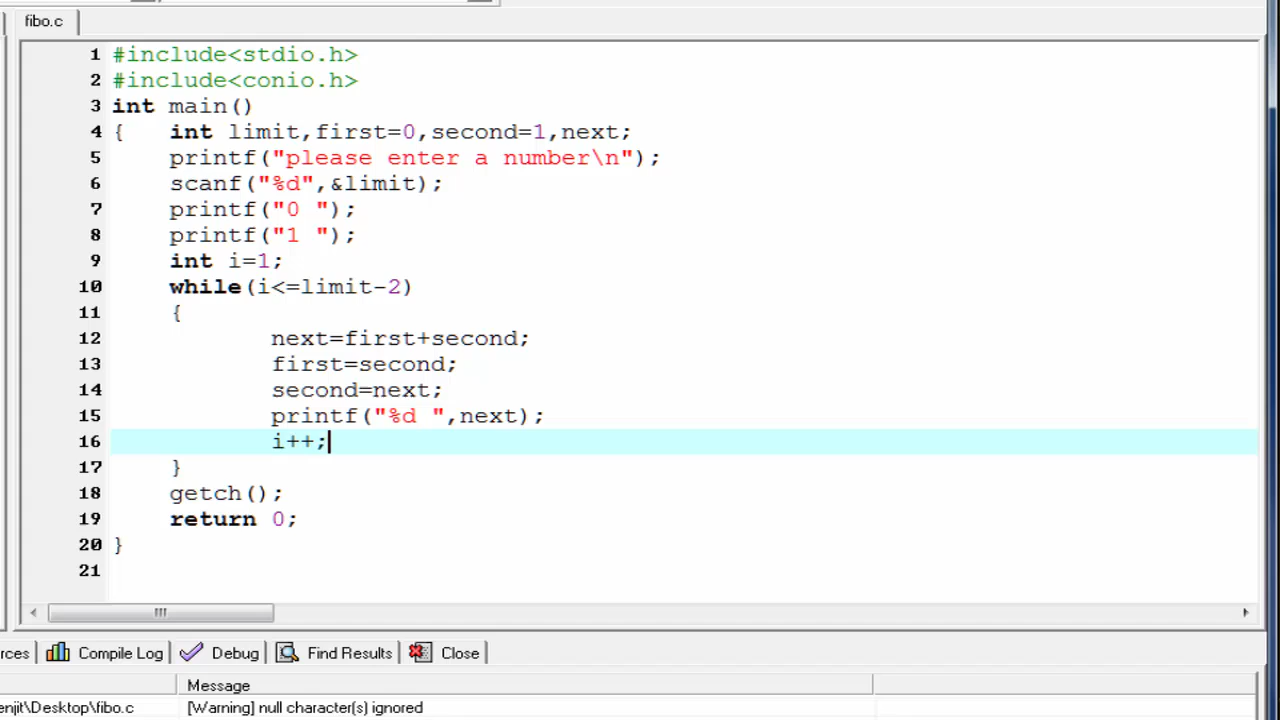 fibo.c
1 #include<stdio.h>
2 #include<conio.h>
3 int main()
4 {   int limit,first=0,second=1,next;
5     printf("please enter a number\n");
6     scanf("%d",&limit);
7     printf("0 ");
8     printf("1 ");
9     int i=1;
10    while(i<=limit-2)
11    {
12           next=first+second;
13           first=second;
14           second=next;
15           printf("%d ",next);
16           i++;
17    }
18    getch();
19    return 0;
20 }
21
rces Compile Log Debug Find Results Close
Message
enjit\Desktop\fibo.c [Warning] null character(s) ignored